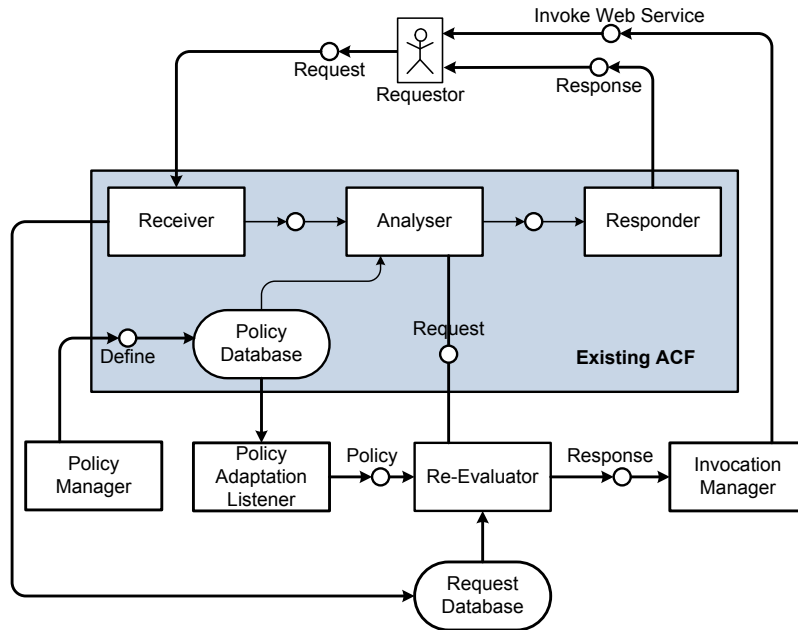 Invoke Web Service
Request
Requestor
Response
Receiver
Analyser
Responder
Policy
Database
Define
Request
Existing ACF
Policy
Manager
Policy
Adaptation
Listener
Policy
Re-Evaluator
Response
Invocation
Manager
Request
Database